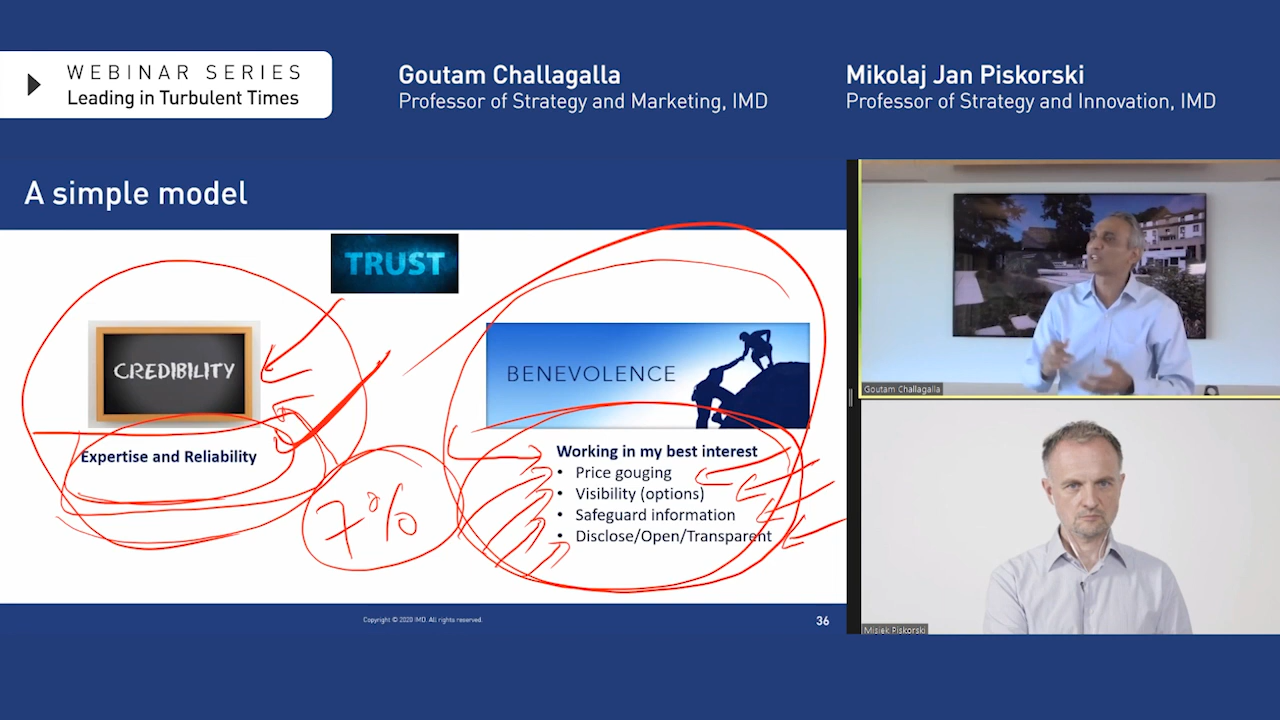 WEBINAR SERIES
Leading in Turbulent Times
Goutam Challagalla
Professor of Strategy and Marketing, IMD
Mikolaj Jan Piskorski
Professor of Strategy and Innovation, IMD
A simple model
TRUST
CREDIBILITY
BENEVOLENCE
Expertise and Reliability
Working in my best interest
• Price gouging
• Visibility (options)
• Safeguard information
• Disclose/Open/Transparent
7%
Copyright © 2020 IMD. All rights reserved.
36
Goutam Challagalla
Misiek Piskorski